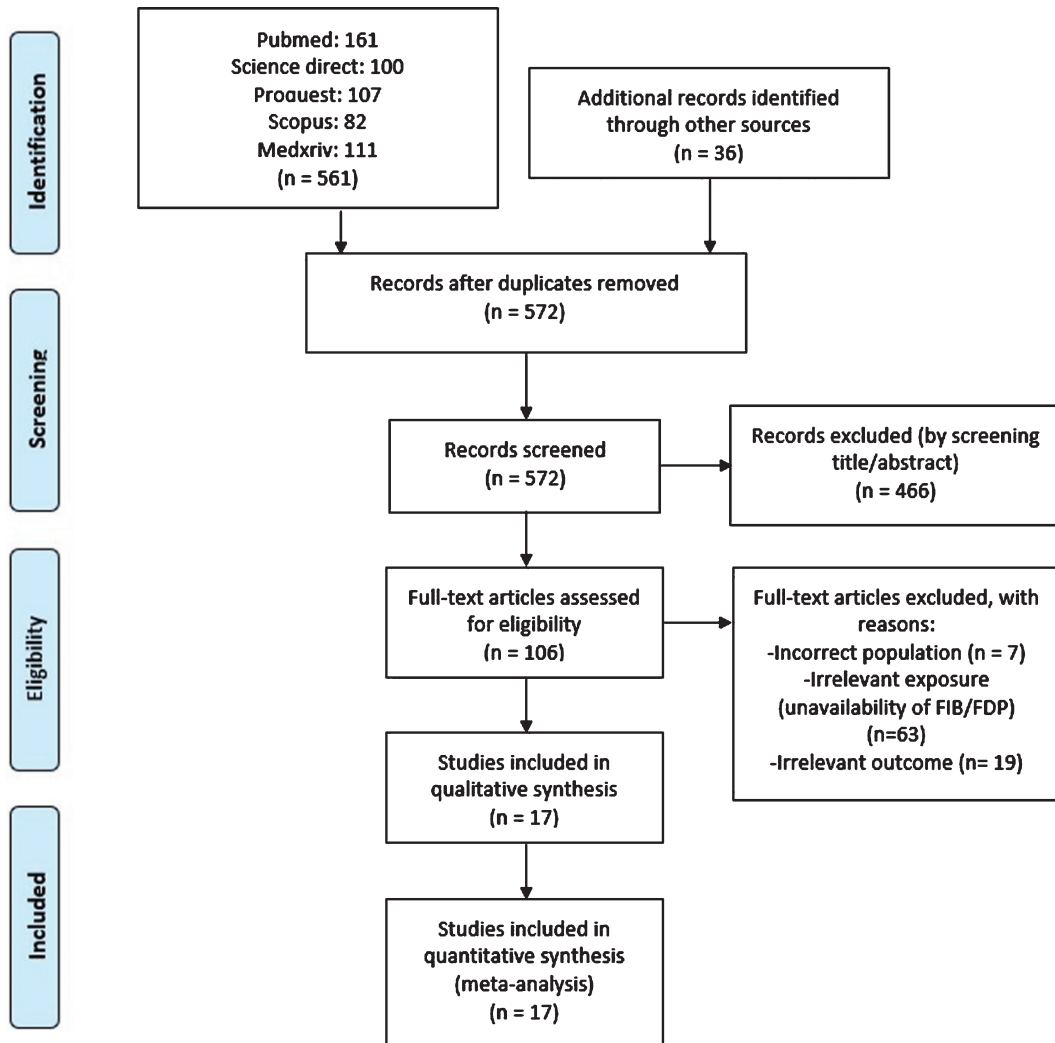 Identification
Pubmed: 161
Science direct: 100
Proquest: 107
Scopus: 82
Medxriv: 111
(n = 561)
Additional records identified
through other sources
(n = 36)
Records after duplicates removed
(n = 572)
Screening
Records screened
(n = 572)
Records excluded (by screening
title/abstract)
(n = 466)
Eligibility
Full-text articles assessed
for eligibility
(n = 106)
Full-text articles excluded, with
reasons:
-Incorrect population (n = 7)
-Irrelevant exposure
(unavailability of FIB/FDP)
(n=63)
-Irrelevant outcome (n= 19)
Studies included in
qualitative synthesis
(n = 17)
Included
Studies included in
quantitative synthesis
(meta-analysis)
(n = 17)